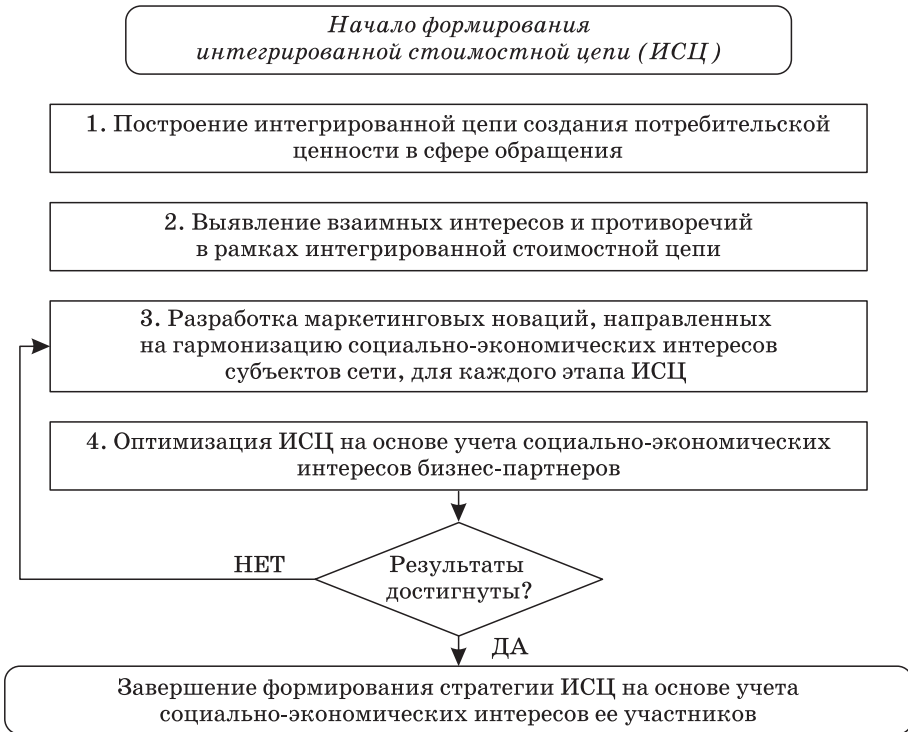 Начало формирования
интегрированной стоимостной цепи (ИСЦ)
1. Построение интегрированной цепи создания потребительской
ценности в сфере обращения
2. Выявление взаимных интересов и противоречий
в рамках интегрированной стоимостной цепи
3. Разработка маркетинговых новаций, направленных
на гармонизацию социально-экономических интересов
субъектов сети, для каждого этапа ИСЦ
4. Оптимизация ИСЦ на основе учета социально-экономических
интересов бизнес-партнеров
НЕТ
Результаты
достигнуты?
ДА
Завершение формирования стратегии ИСЦ на основе учета
социально-экономических интересов ее участников